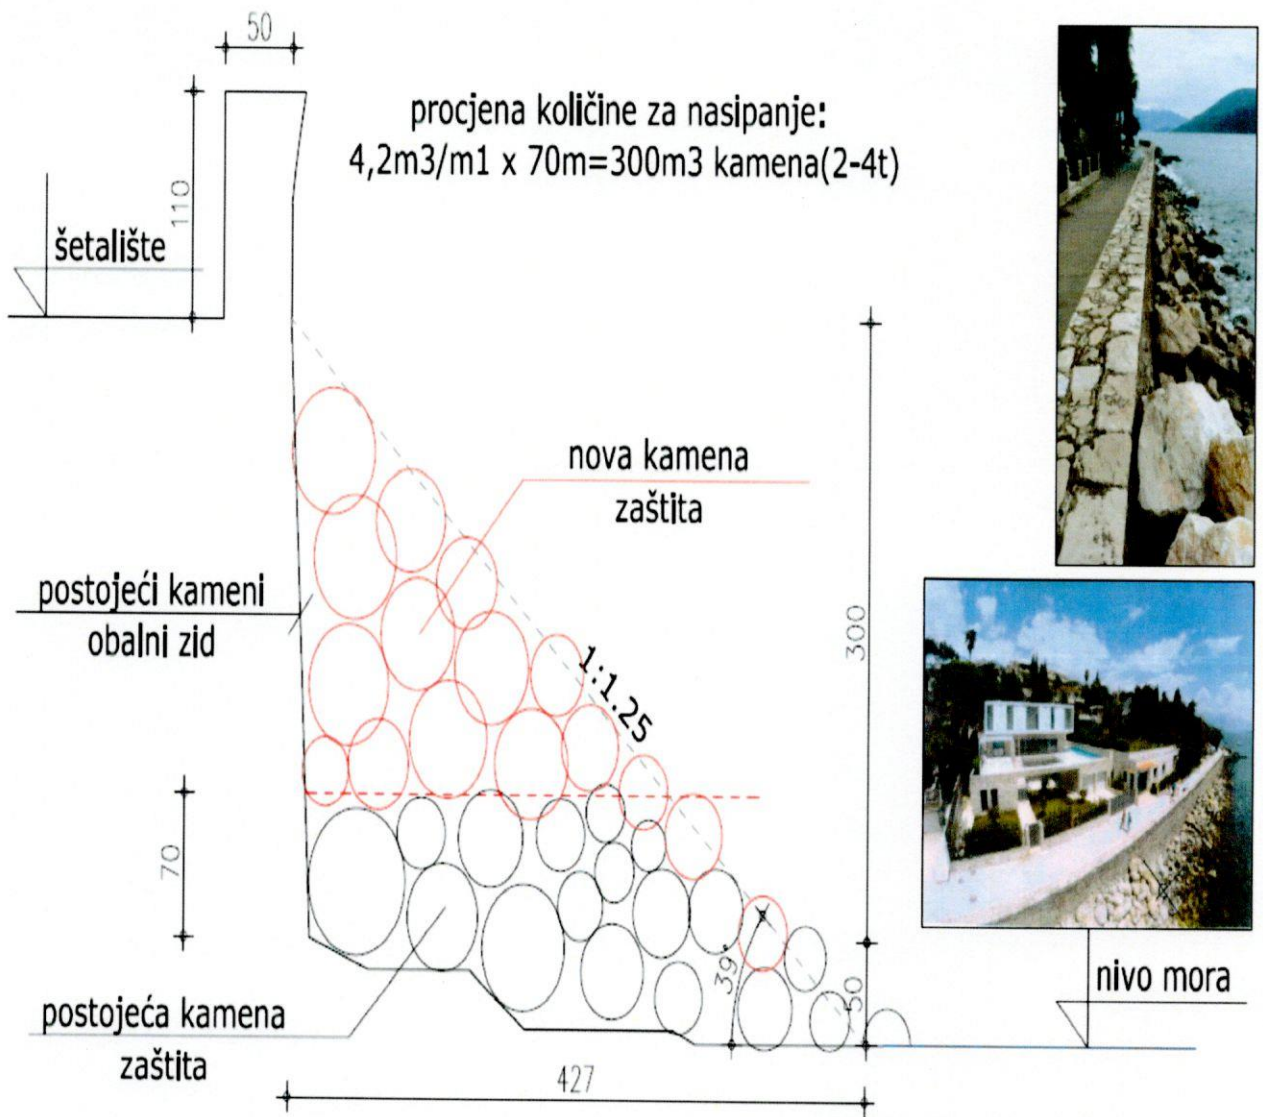 50
procjena količine za nasipanje:
4,2m3/m1 x 70m=300m3 kamena(2-4t)
110
šetalište
nova kamena
zaštita
postojeći kameni
obalni zid
1:1.25
300
70
39°
50
nivo mora
postojeća kamena
zaštita
427